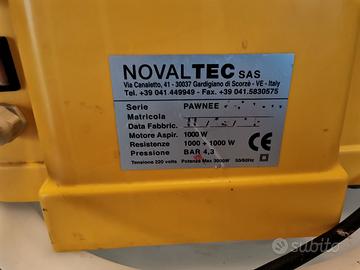 NOVALTEC SAS
Via Canaletto, 41 - 30037 Gardigiano di Scorzè - VE - Italy
Tel. +39 041.449949 - Fax. +39 041.5830575
Serie PAWNEE
Matricola
Data Fabbric.
Motore Aspir. 1000 W
Resistenze 1000 + 1000 W
Pressione BAR 4,3
CE
Tensione 220 volts Potenza Max 3000W 50/60Hz
subito